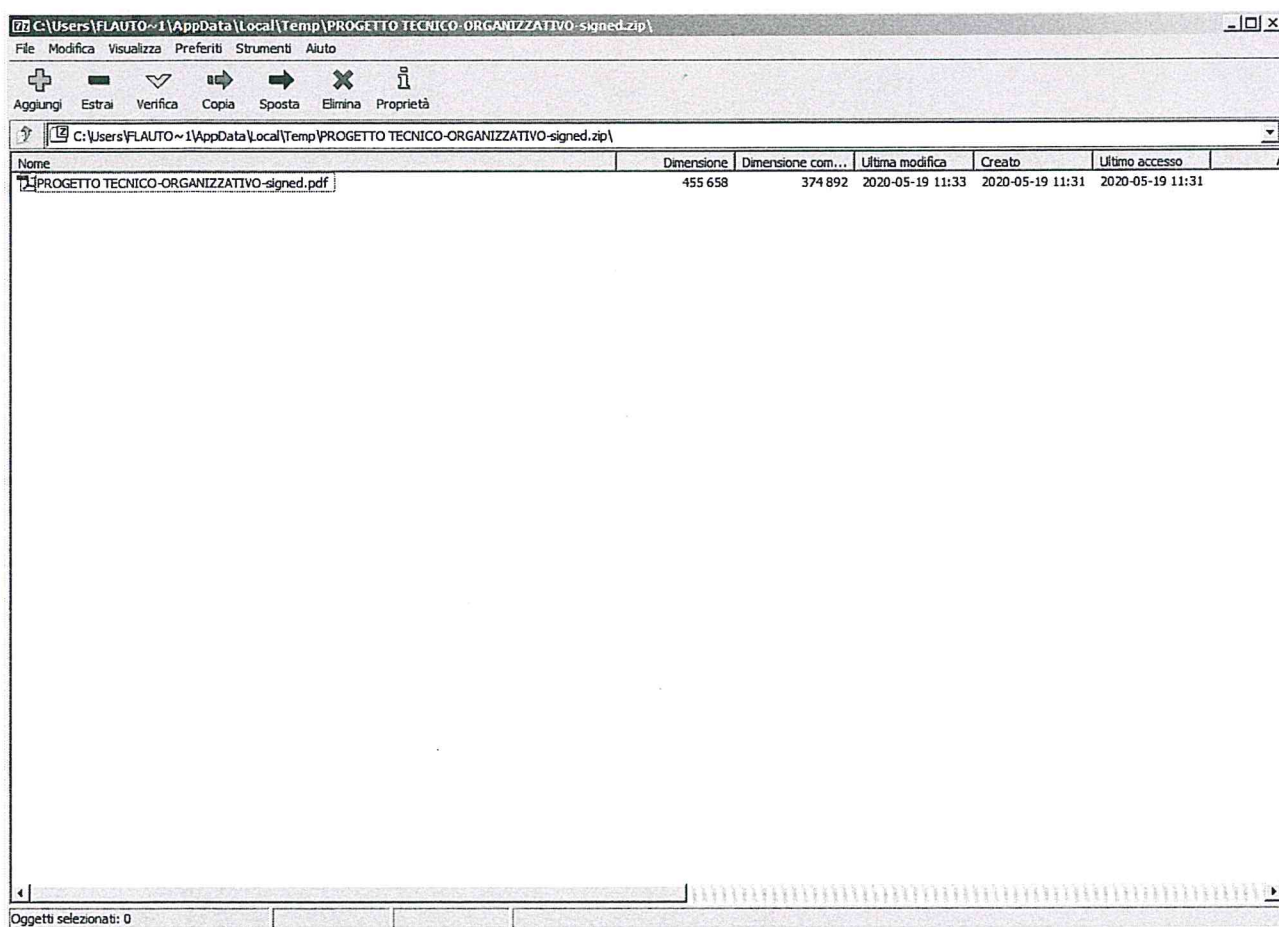 C:\Users\FLAUTO~1\AppData\Local\Temp\PROGETTO TECNICO-ORGANIZZATIVO-signed.zip\
File Modifica Visualizza Preferiti Strumenti Aiuto
Aggiungi Estrai Verifica Copia Sposta Elimina Proprietà
C:\Users\FLAUTO~1\AppData\Local\Temp\PROGETTO TECNICO-ORGANIZZATIVO-signed.zip\
Nome Dimensione Dimensione com... Ultima modifica Creato Ultimo accesso
PROGETTO TECNICO-ORGANIZZATIVO-signed.pdf 455 658 374 892 2020-05-19 11:33 2020-05-19 11:31 2020-05-19 11:31
Oggetti selezionati: 0